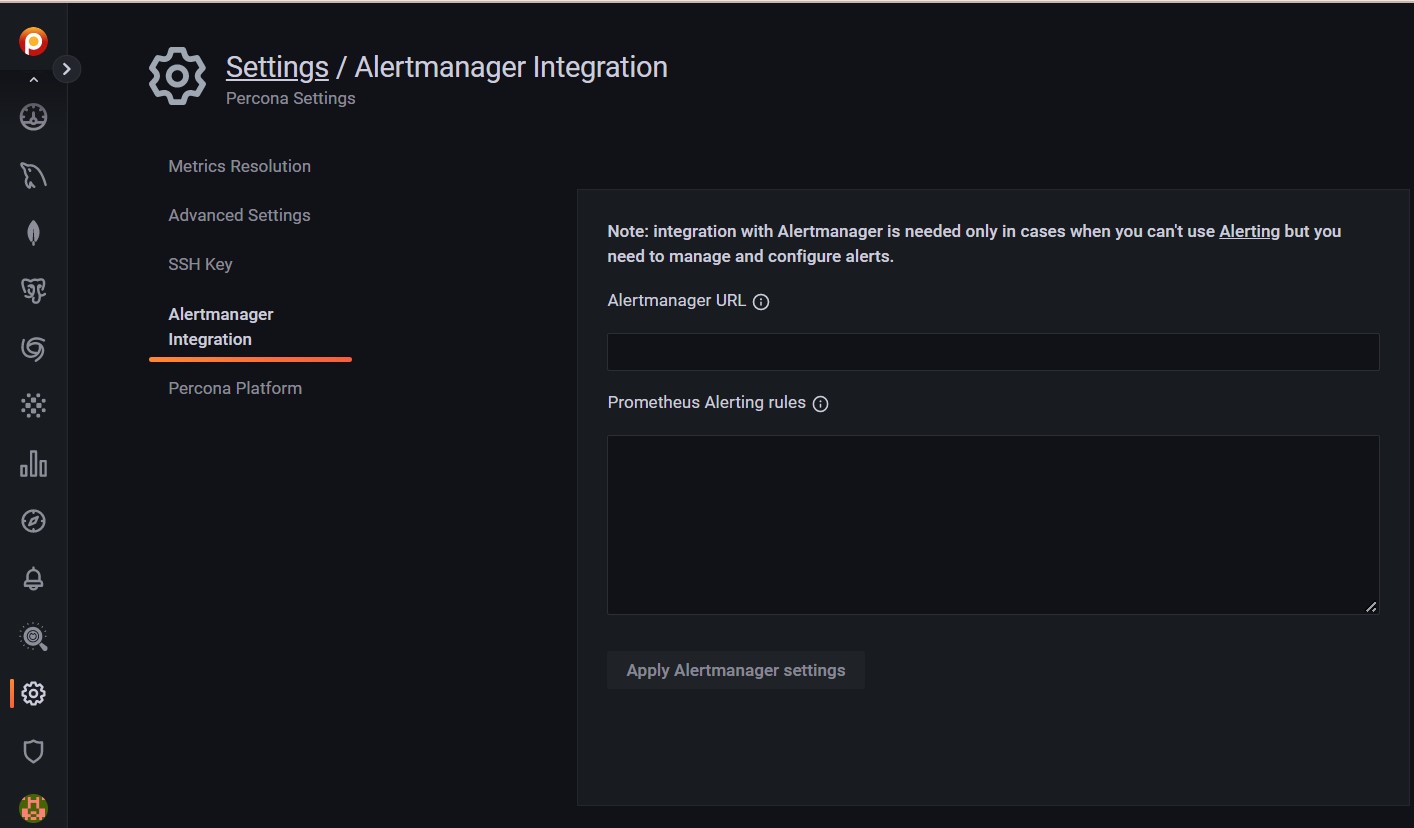 Settings / Alertmanager Integration
Percona Settings
Metrics Resolution
Advanced Settings
SSH Key
Alertmanager
Integration
Percona Platform
Note: integration with Alertmanager is needed only in cases when you can't use Alerting but you
need to manage and configure alerts.
Alertmanager URL
Prometheus Alerting rules
Apply Alertmanager settings